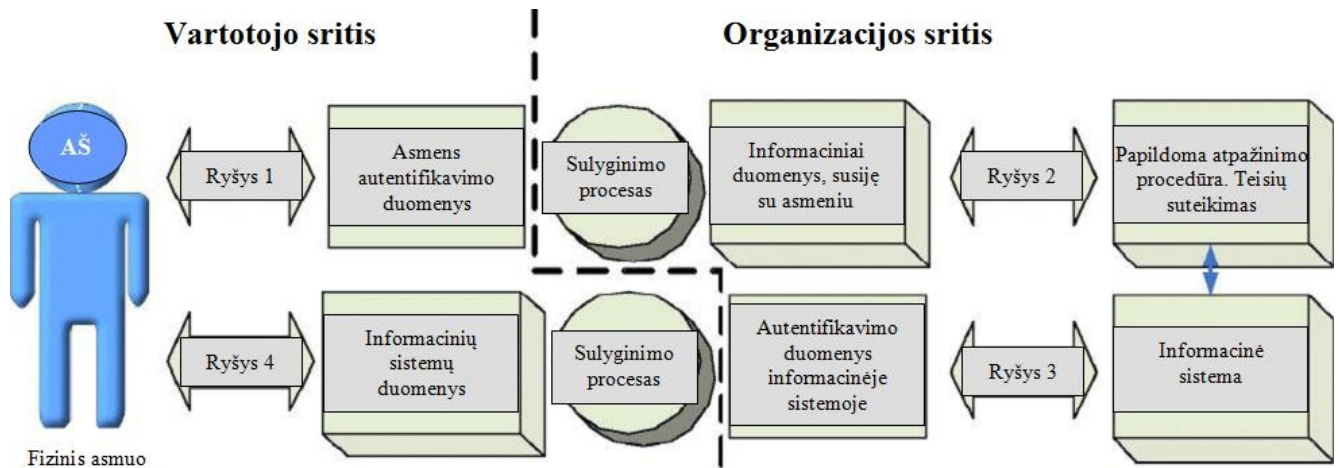 Vartotojo sritis
Organizacijos sritis
AŠ
Ryšys 1
Asmens
autentifikavimo
duomenys
Sulyginimo
procesas
Informaciniai
duomenys, susiję
su asmeniu
Ryšys 2
Papildoma atpažinimo
procedūra. Teisių
suteikimas
Ryšys 4
Informacinių
sistemų
duomenys
Sulyginimo
procesas
Autentifikavimo
duomenys
informacinėje
sistemoje
Ryšys 3
Informacinė
sistema
Fizinis asmuo